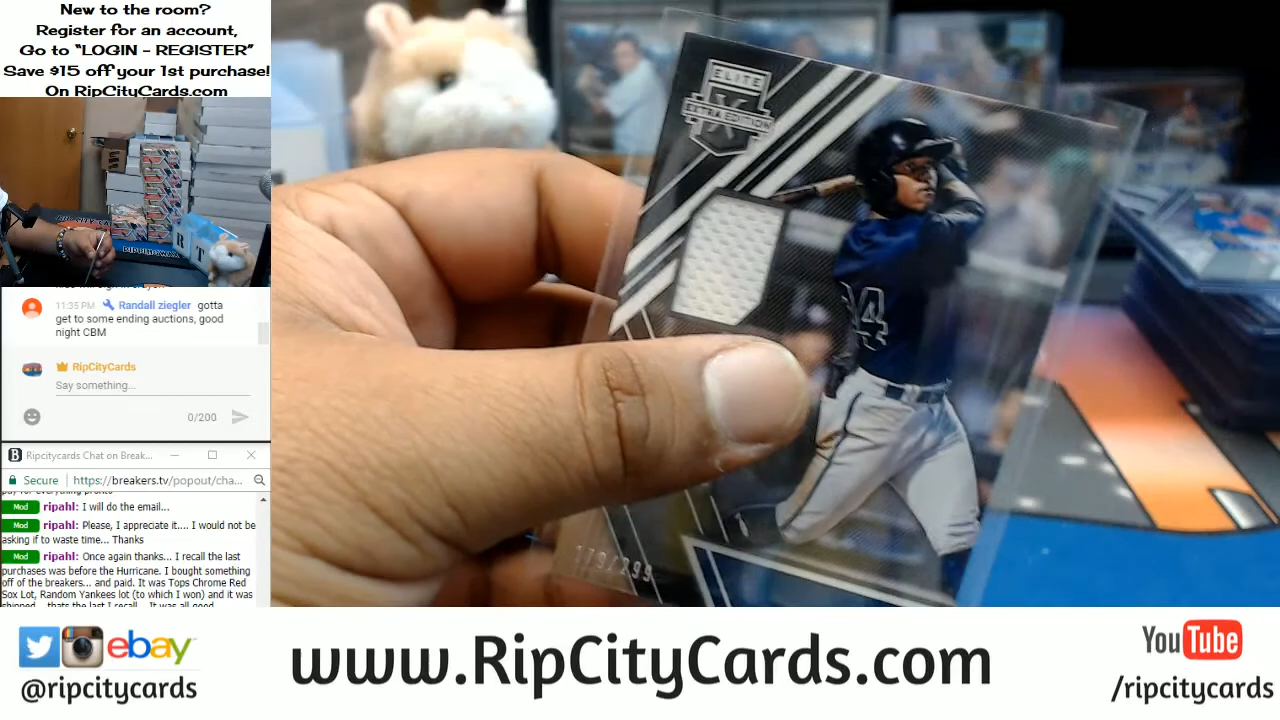 New to the room?
Register for an account,
Go to "LOGIN - REGISTER"
Save $15 off your 1st purchase!
On RipCityCards.com
11:35 PM Randall ziegler gotta
get to some ending auctions, good
night CBM
RipCityCards
Say something...
0/200
B Ripcitycards Chat on Break...
Secure https://breakers.tv/popout/cha...
Mod ripahl: I will do the email...
Mod ripahl: Please, I appreciate it.... I would not be
asking if to waste time... Thanks
Mod ripahl: Once again thanks... I recall the last
purchases was before the Hurricane. I bought something
off of the breakers... and paid. It was Tops Chrome Red
Sox Lot, Random Yankees lot (to which I won) and it was
ELITE
X
EXTRA EDITION
179/299
ebay
@ripcitycards
www.RipCityCards.com
YouTube
/ripcitycards